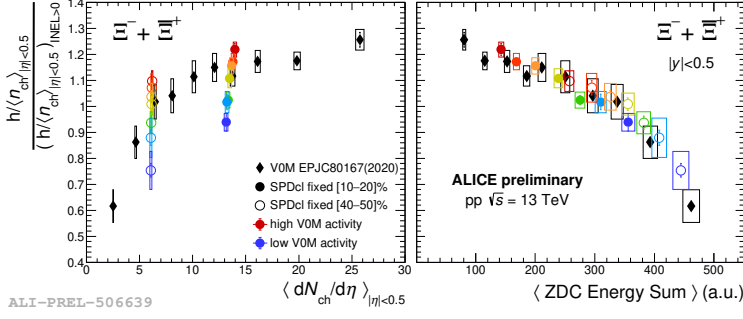 h/⟨n_ch⟩|η|<0.5
⟨ h/⟨n_ch⟩|η|<0.5 ⟩INEL>0
1.4
1.3
1.2
1.1
1
0.9
0.8
0.7
0.6
0.5
0.4
Ξ⁻ + Ξ̅⁺
V0M EPJC80167(2020)
SPDcl fixed [10−20]%
SPDcl fixed [40−50]%
high V0M activity
low V0M activity
0 5 10 15 20 25 30
⟨ dN_ch/dη ⟩|η|<0.5
Ξ⁻ + Ξ̅⁺
|y|<0.5
ALICE preliminary
pp √s = 13 TeV
100 200 300 400 500
⟨ ZDC Energy Sum ⟩ (a.u.)
ALI−PREL−506639